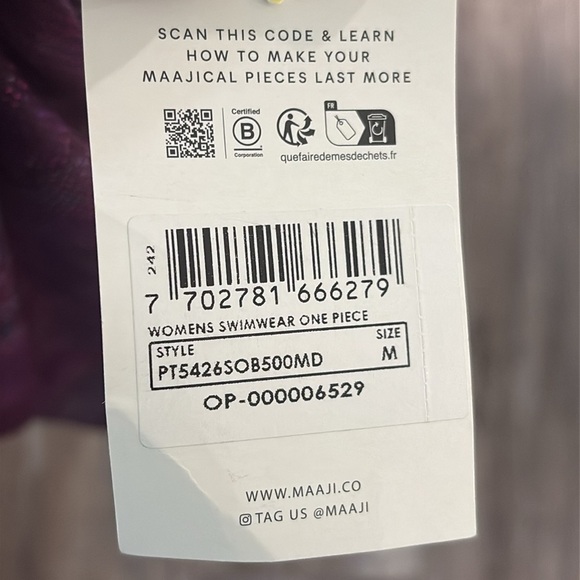 SCAN THIS CODE & LEARN
HOW TO MAKE YOUR
MAAJICAL PIECES LAST MORE
Certified
B
Corporation
FR
quefairedemesdechets.fr
242
7 702781 666279
WOMENS SWIMWEAR ONE PIECE
STYLE SIZE
PT5426SOB500MD M
OP-000006529
WWW.MAAJI.CO
TAG US @MAAJI